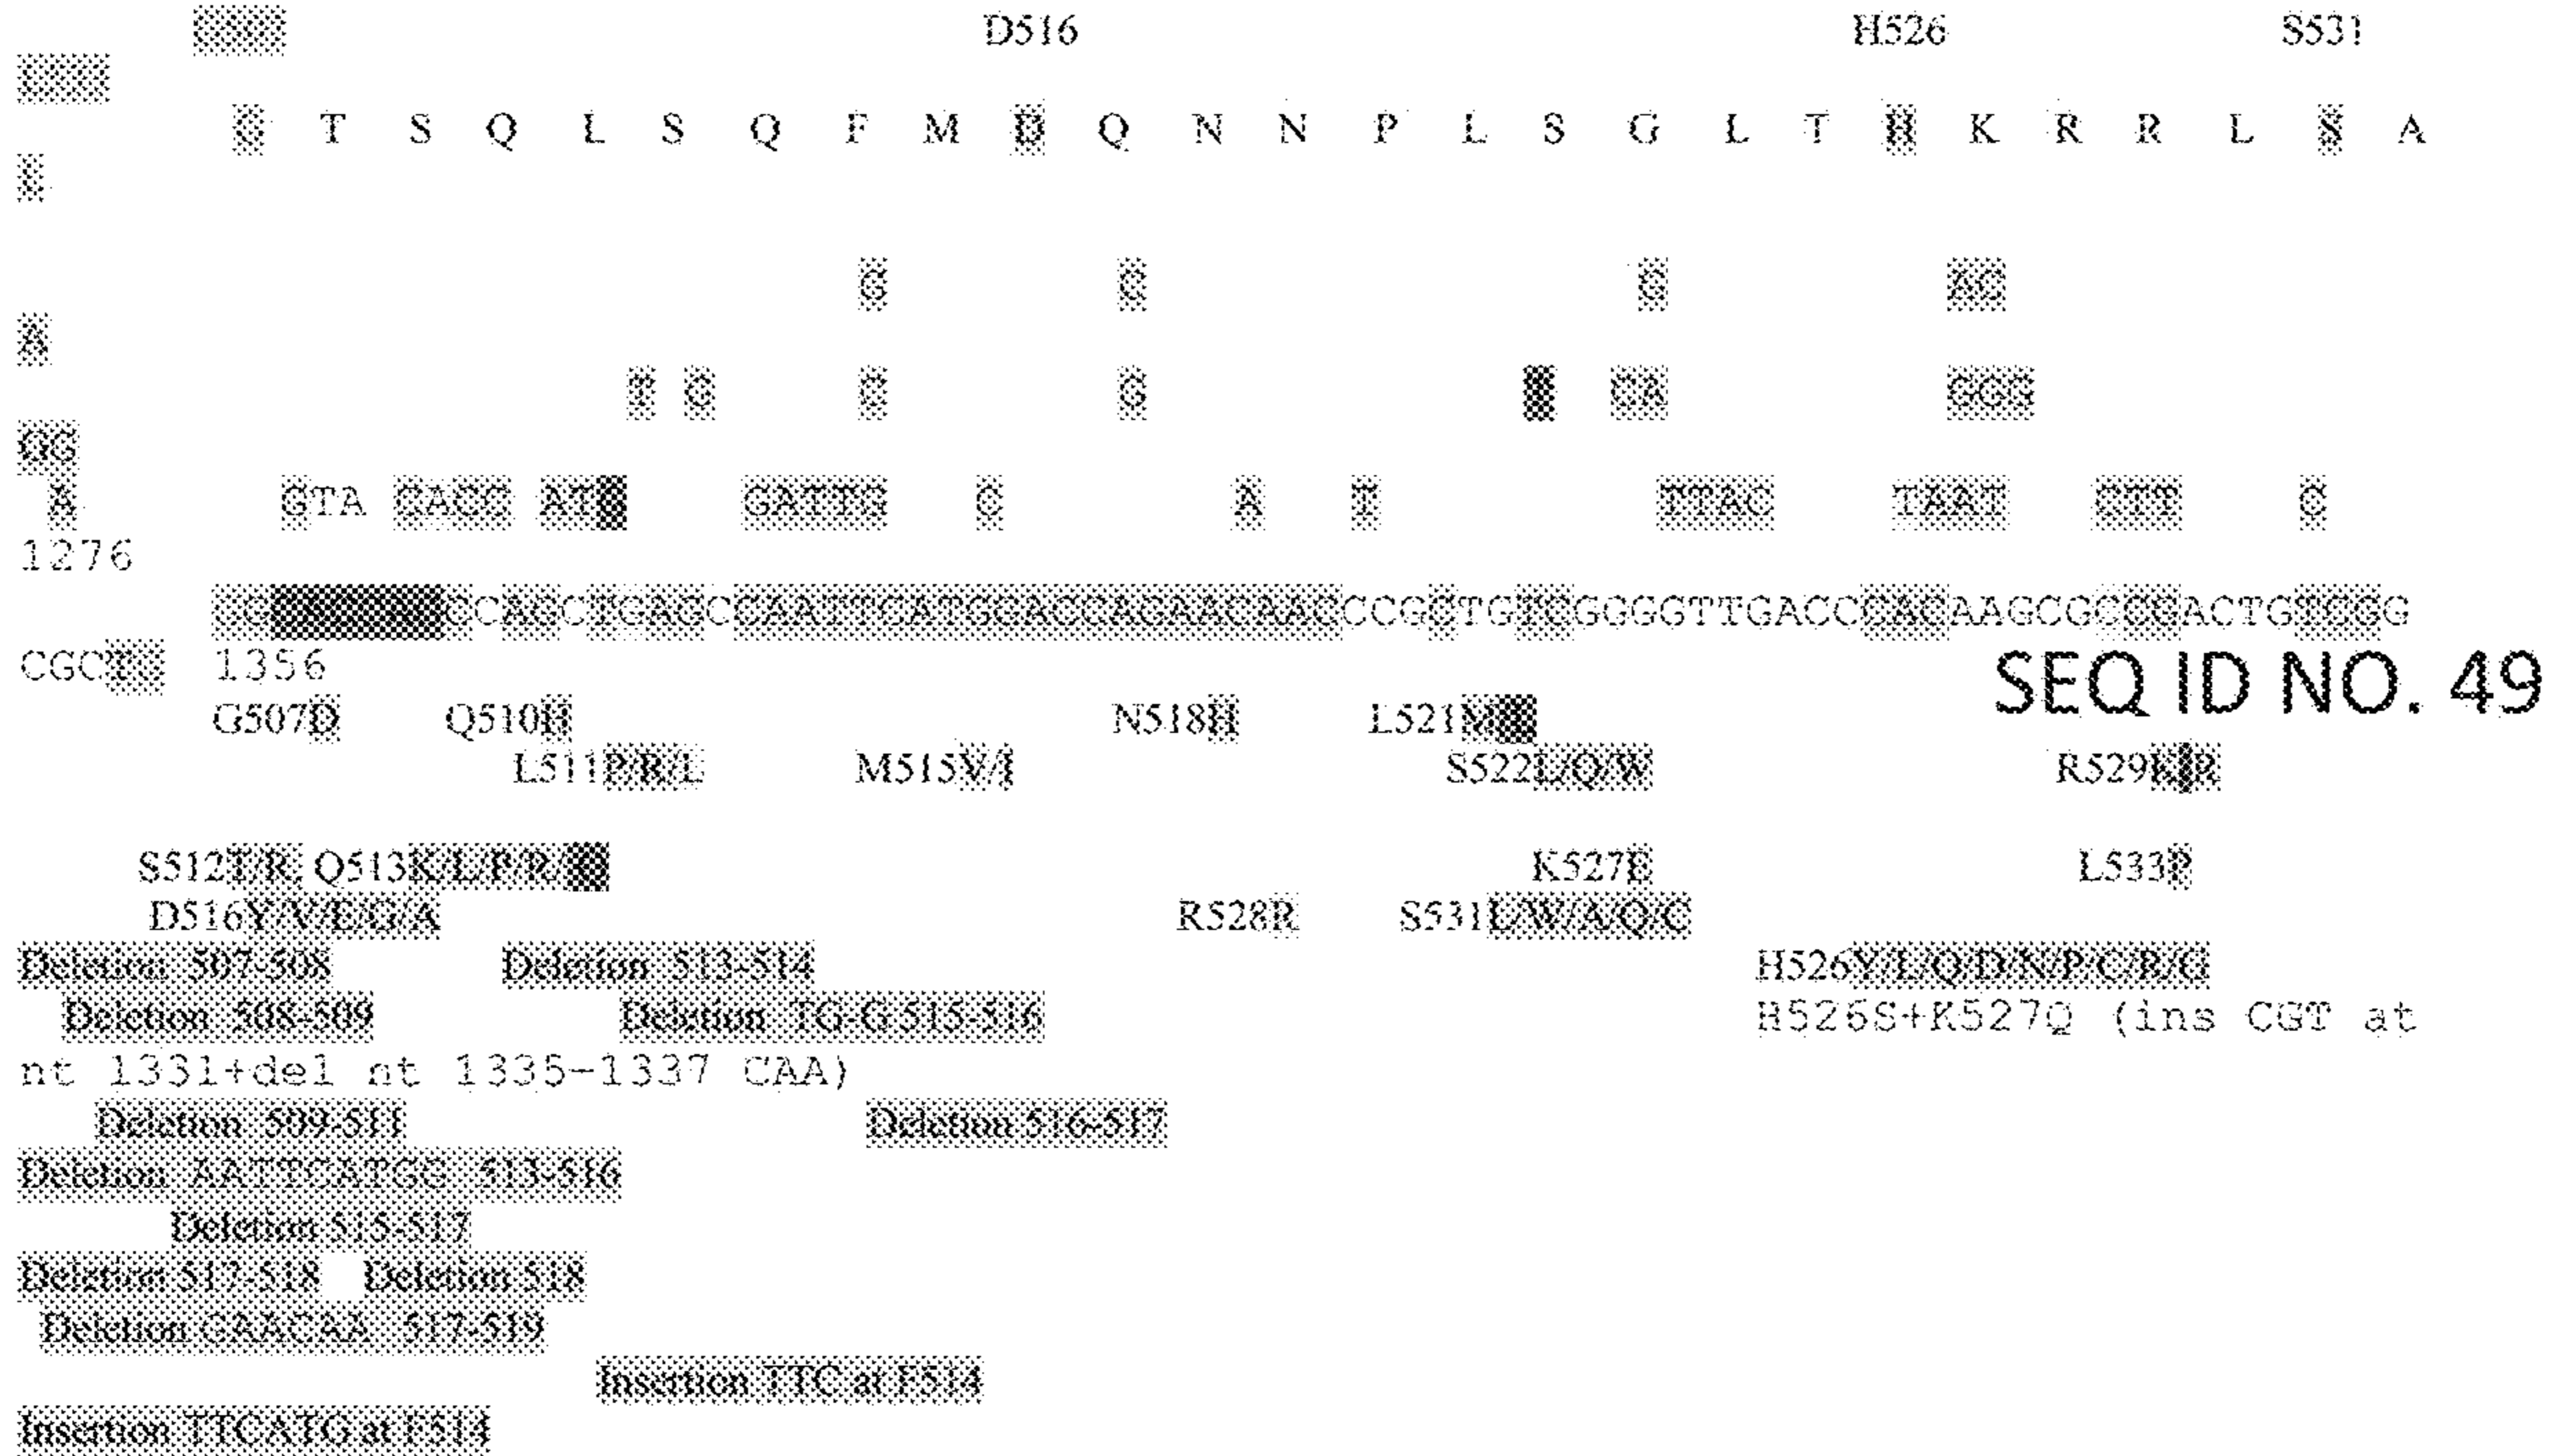 D516 H526 S531
G T S Q L S Q F M D Q N N P L S G L T H K R R L S A
G C G AC
A
T G C G CA GGG
GG
A GTA CACC AT GATTG C A T TTAC TAAT CTT C
1276
CCAGCTGAGCCAATTCATGGACCAGAACAACCCGCTGTCGGGGTTGACCCACAAGCGCCGACTGTCGG
CGCT 1356 SEQ ID NO. 49
G507D Q510H N518H L521M
L511P/R/L M515V/I S522L/Q/W R529K R
S512T/R Q513K/L/P/R/ K527E L533P
D516Y/V/E/G/A R528R S531L/W/A/Q/C
Deletion 507-508 Deletion 513-514 H526Y/L/Q/D/N/P/C/R/G
Deletion 508-509 Deletion TG-G 515-516 H526S+K527Q (ins CGT at
nt 1331+del nt 1335-1337 CAA)
Deletion 509-511 Deletion 516-517
Deletion AATTCATGG 513-516
Deletion 515-517
Deletion 517-518 Deletion 518
Deletion GAACAA 517-519
Insertion TTC at F514
Insertion TTCATG at F514